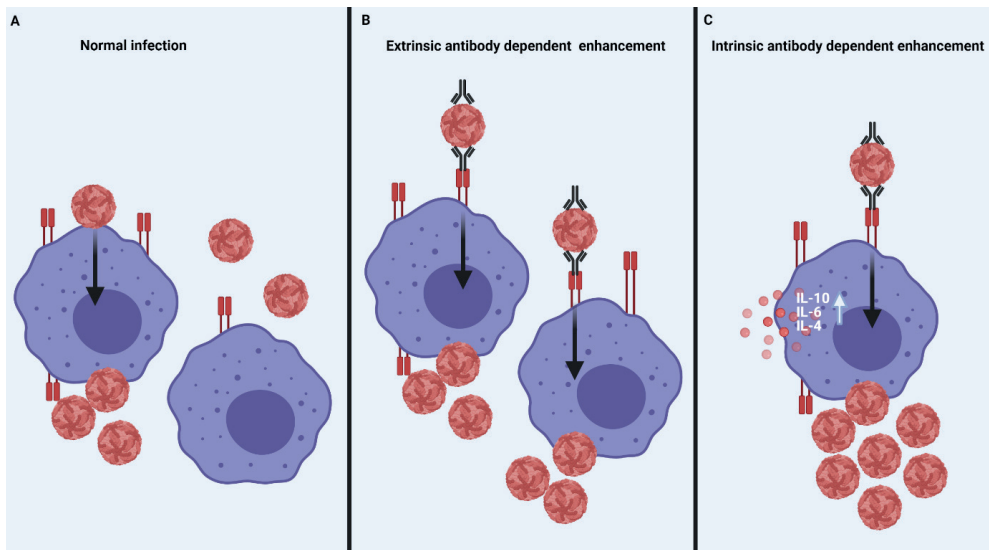 A
Normal infection
B
Extrinsic antibody dependent enhancement
C
Intrinsic antibody dependent enhancement
IL-10
IL-6
IL-4